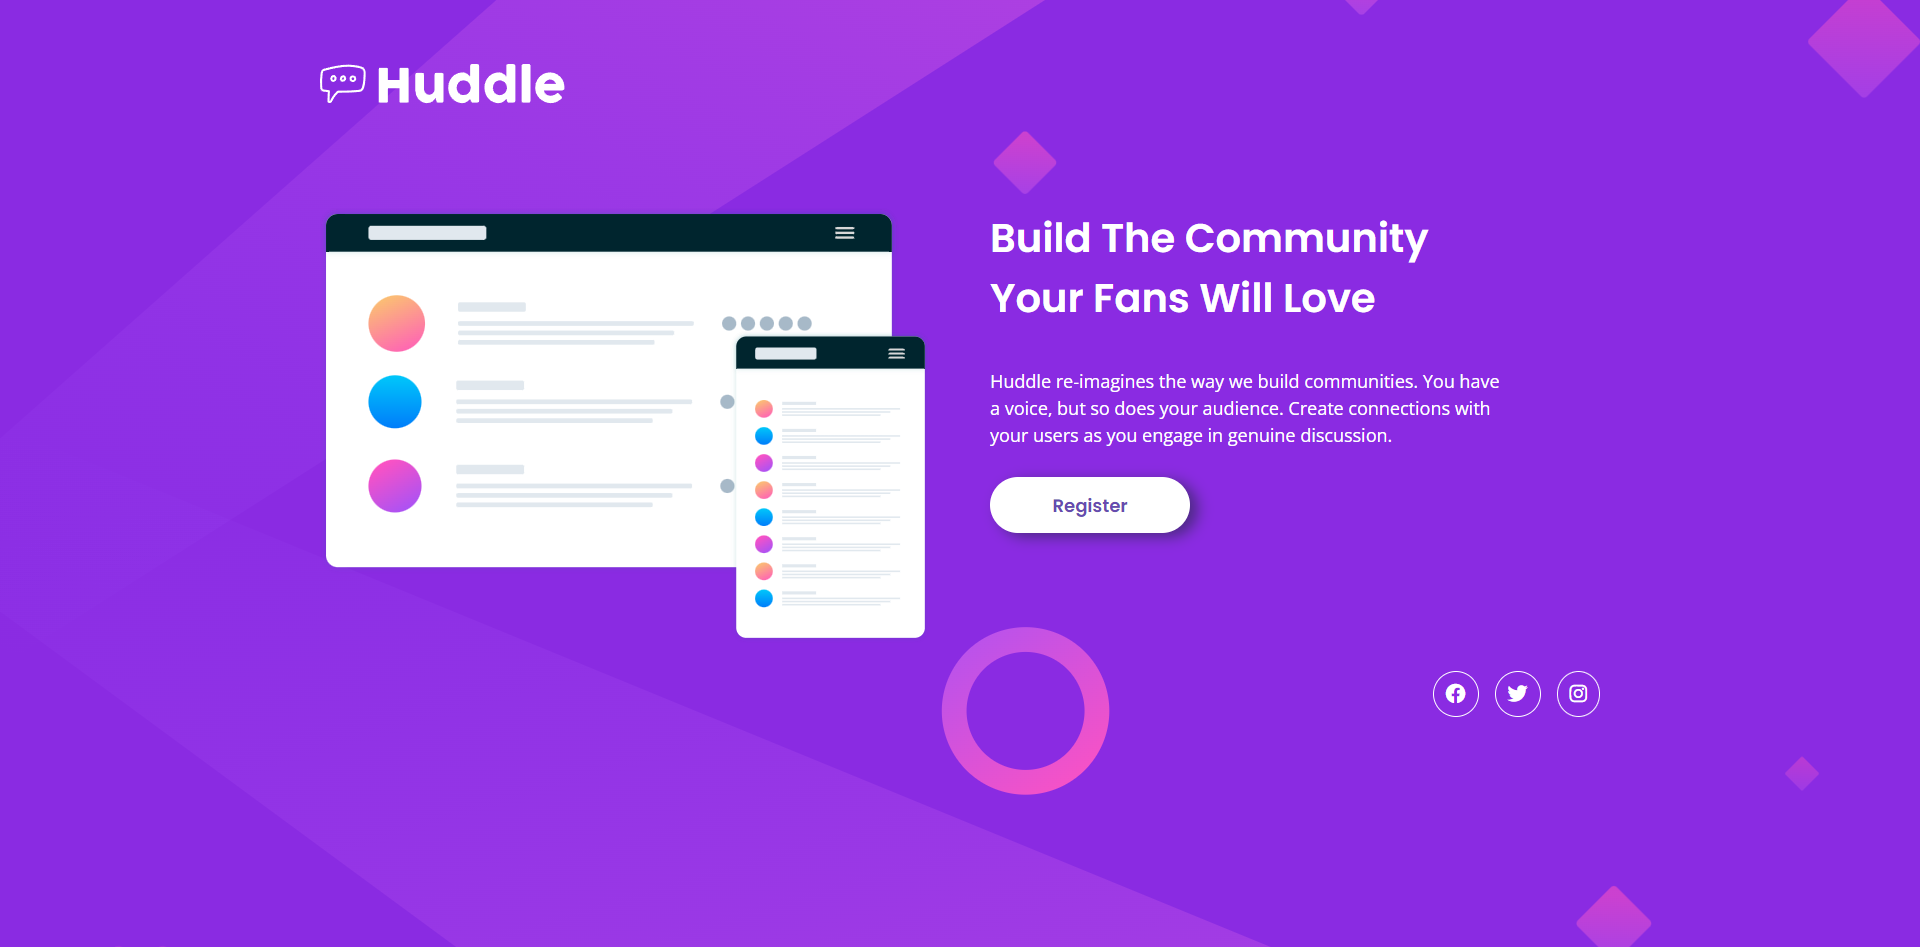 Huddle
Build The Community
Your Fans Will Love
Huddle re-imagines the way we build communities. You have
a voice, but so does your audience. Create connections with
your users as you engage in genuine discussion.
Register